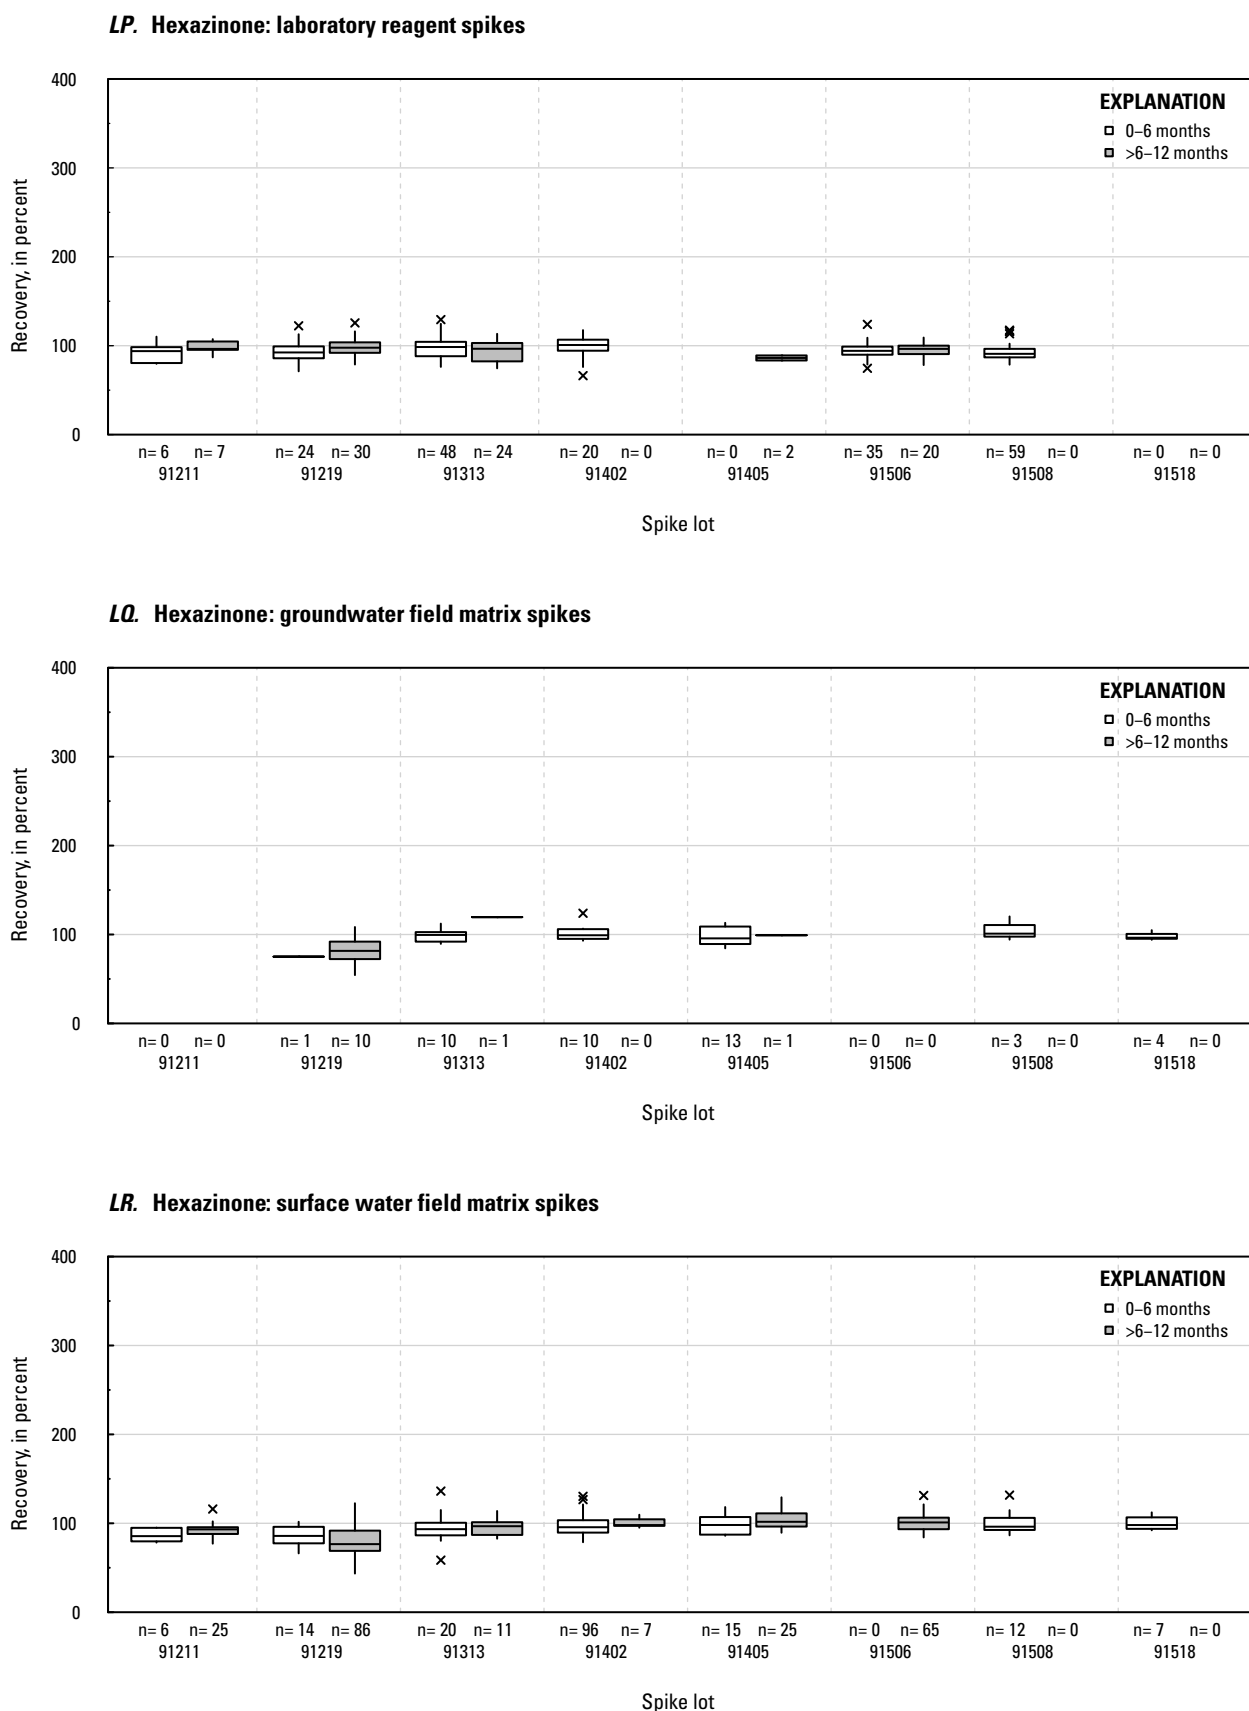 LP. Hexazinone: laboratory reagent spikes
400
300
200
100
0
Recovery, in percent
EXPLANATION
0–6 months
>6–12 months
n= 6 n= 7 n= 24 n= 30 n= 48 n= 24 n= 20 n= 0 n= 0 n= 2 n= 35 n= 20 n= 59 n= 0 n= 0 n= 0
91211 91219 91313 91402 91405 91506 91508 91518
Spike lot
LQ. Hexazinone: groundwater field matrix spikes
400
300
200
100
0
Recovery, in percent
EXPLANATION
0–6 months
>6–12 months
n= 0 n= 0 n= 1 n= 10 n= 10 n= 1 n= 10 n= 0 n= 13 n= 1 n= 0 n= 0 n= 3 n= 0 n= 4 n= 0
91211 91219 91313 91402 91405 91506 91508 91518
Spike lot
LR. Hexazinone: surface water field matrix spikes
400
300
200
100
0
Recovery, in percent
EXPLANATION
0–6 months
>6–12 months
n= 6 n= 25 n= 14 n= 86 n= 20 n= 11 n= 96 n= 7 n= 15 n= 25 n= 0 n= 65 n= 12 n= 0 n= 7 n= 0
91211 91219 91313 91402 91405 91506 91508 91518
Spike lot